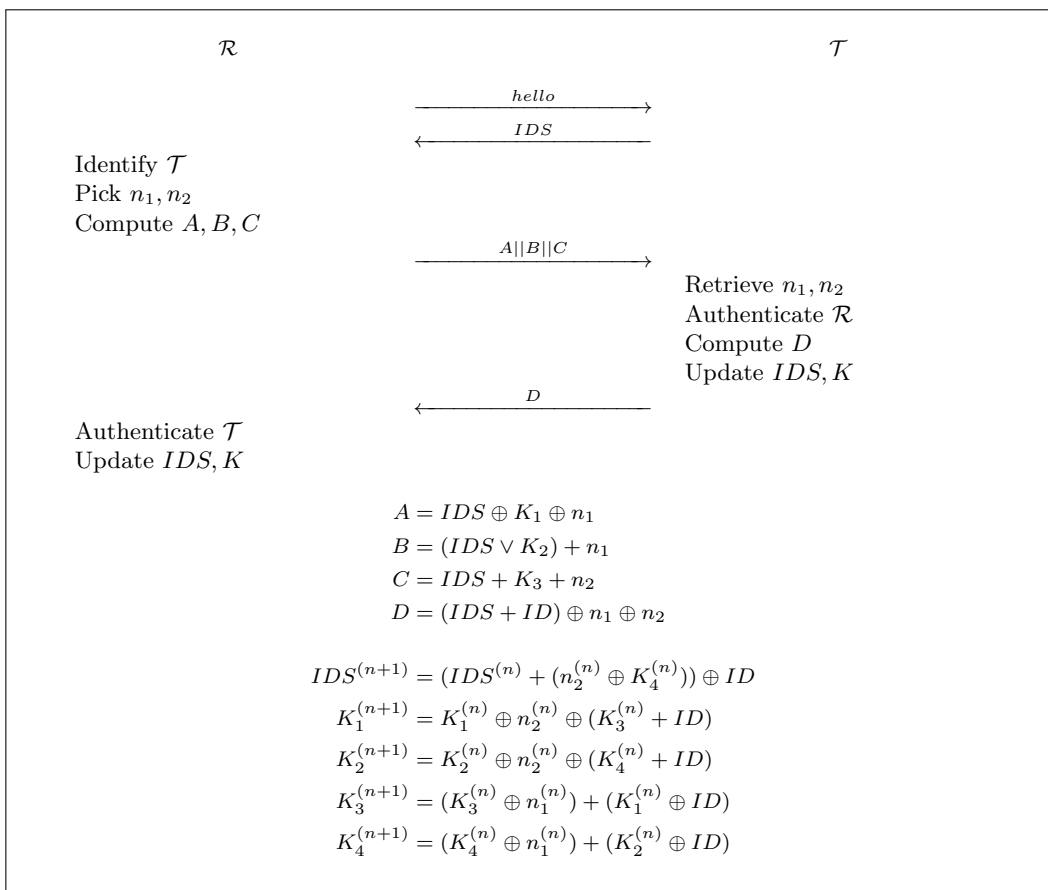 R T
hello
IDS
Identify T
Pick n₁, n₂
Compute A, B, C
A||B||C
Retrieve n₁, n₂
Authenticate R
Compute D
Update IDS, K
D
Authenticate T
Update IDS, K
A = IDS ⊕ K₁ ⊕ n₁
B = (IDS ∨ K₂) + n₁
C = IDS + K₃ + n₂
D = (IDS + ID) ⊕ n₁ ⊕ n₂
IDS^(n+1) = (IDS^(n) + (n₂^(n) ⊕ K₄^(n))) ⊕ ID
K₁^(n+1) = K₁^(n) ⊕ n₂^(n) ⊕ (K₃^(n) + ID)
K₂^(n+1) = K₂^(n) ⊕ n₂^(n) ⊕ (K₄^(n) + ID)
K₃^(n+1) = (K₃^(n) ⊕ n₁^(n)) + (K₁^(n) ⊕ ID)
K₄^(n+1) = (K₄^(n) ⊕ n₁^(n)) + (K₂^(n) ⊕ ID)